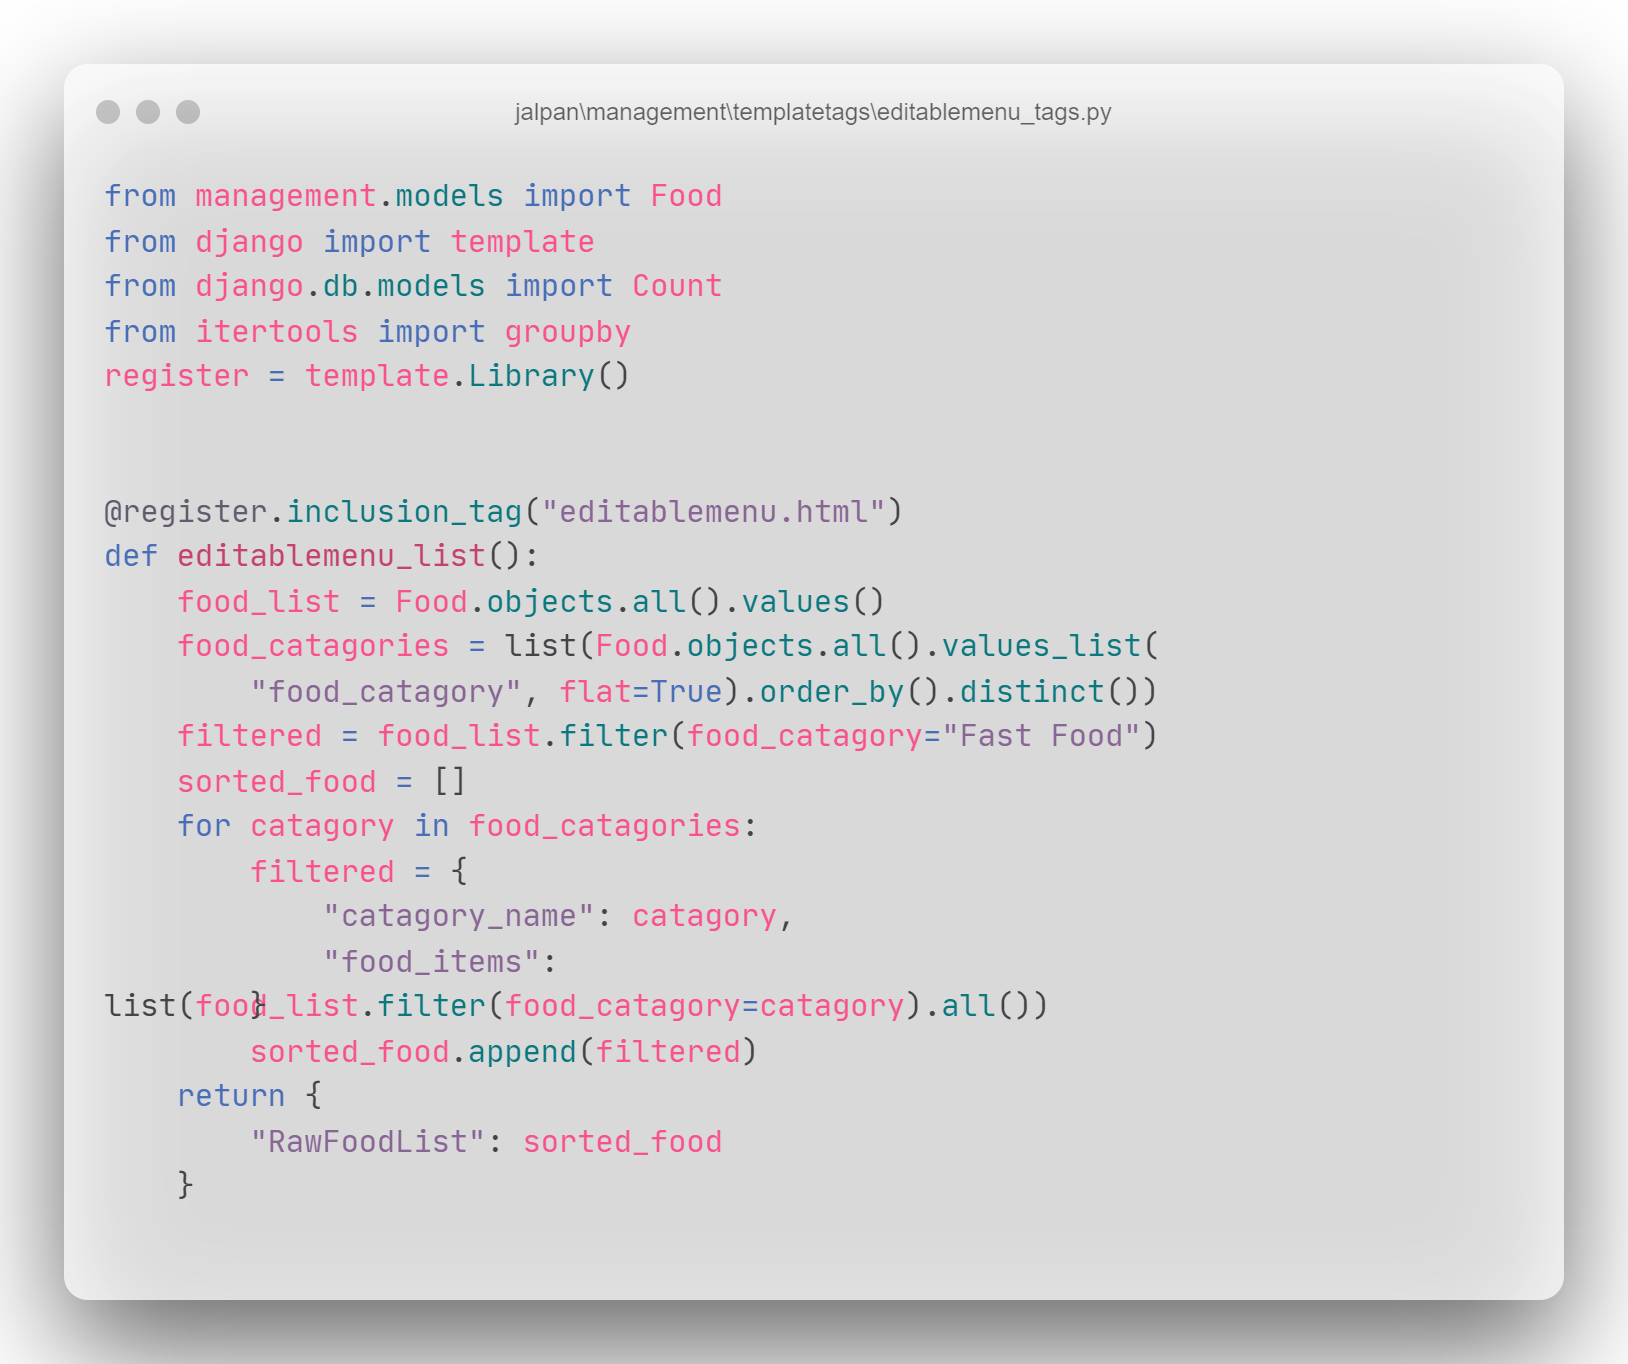 jalpan\management\templatetags\editablemenu_tags.py
from management.models import Food
from django import template
from django.db.models import Count
from itertools import groupby
register = template.Library()
@register.inclusion_tag("editablemenu.html")
def editablemenu_list():
    food_list = Food.objects.all().values()
    food_catagories = list(Food.objects.all().values_list(
        "food_catagory", flat=True).order_by().distinct())
    filtered = food_list.filter(food_catagory="Fast Food")
    sorted_food = []
    for catagory in food_catagories:
        filtered = {
            "catagory_name": catagory,
            "food_items":
list(food_list.filter(food_catagory=catagory).all())
        }
        sorted_food.append(filtered)
    return {
        "RawFoodList": sorted_food
    }